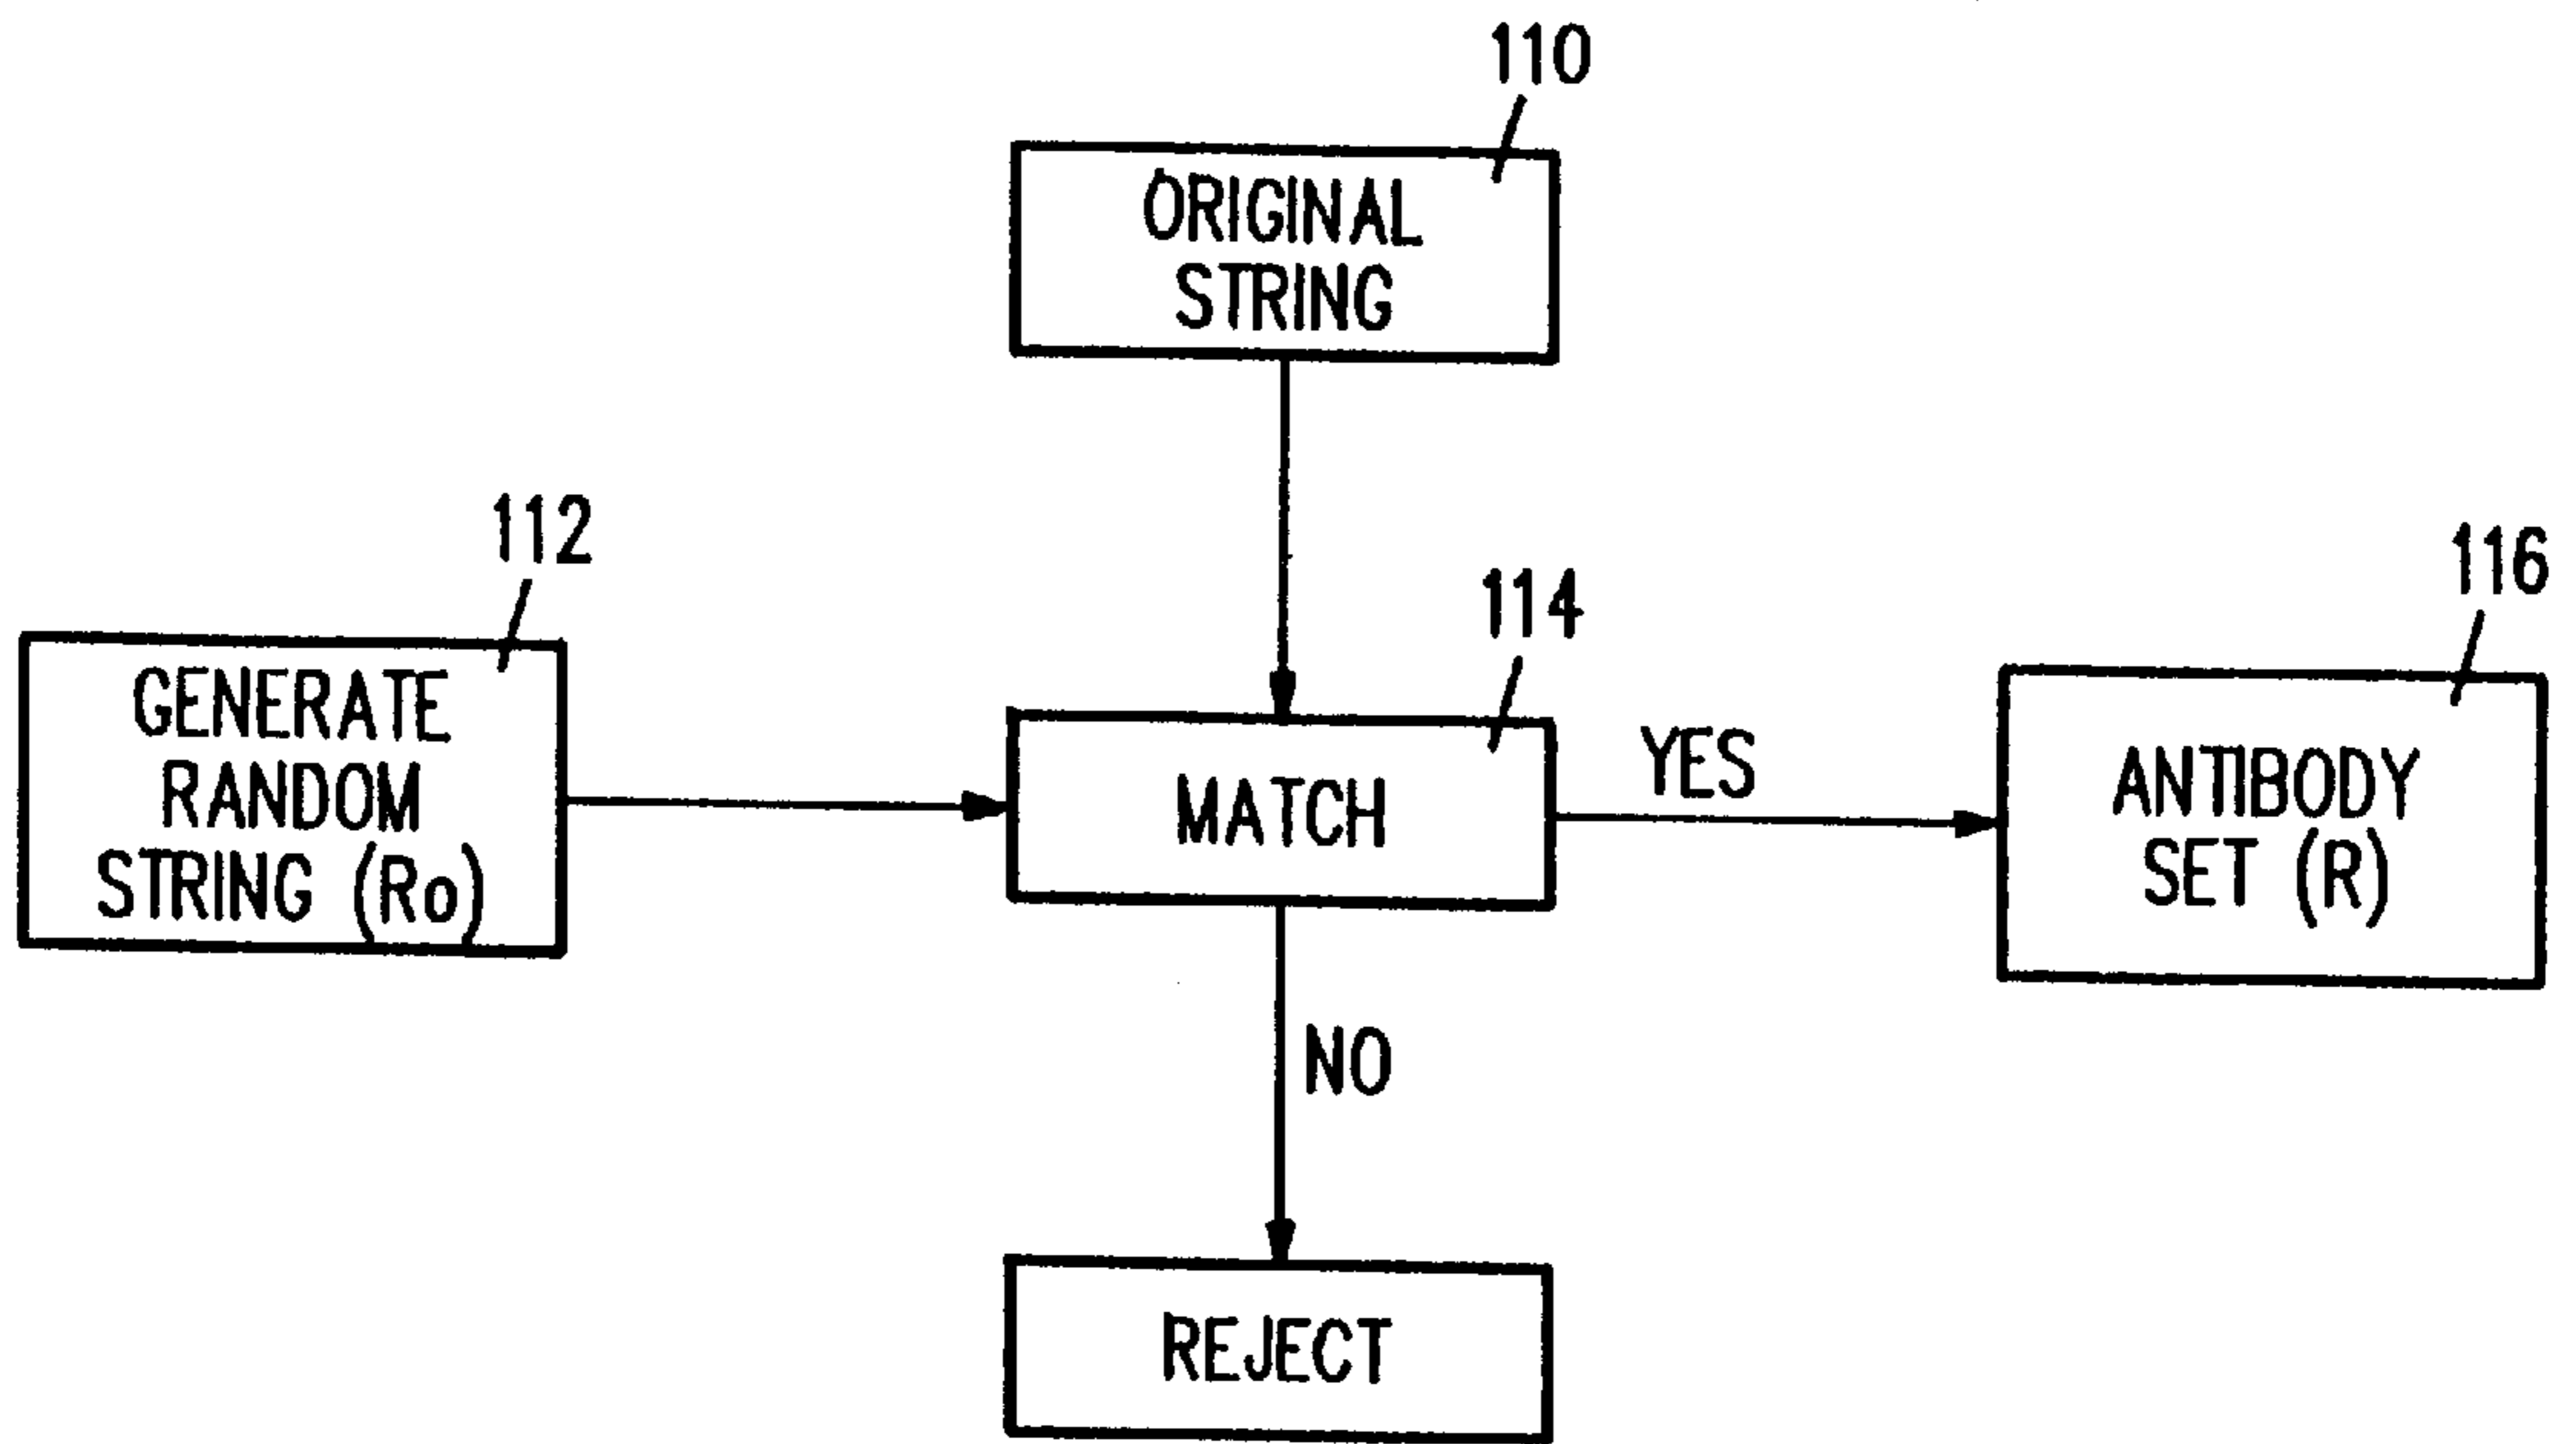 110
ORIGINAL
STRING
112
GENERATE
RANDOM
STRING (Ro)
114
MATCH
YES
116
ANTIBODY
SET (R)
NO
REJECT